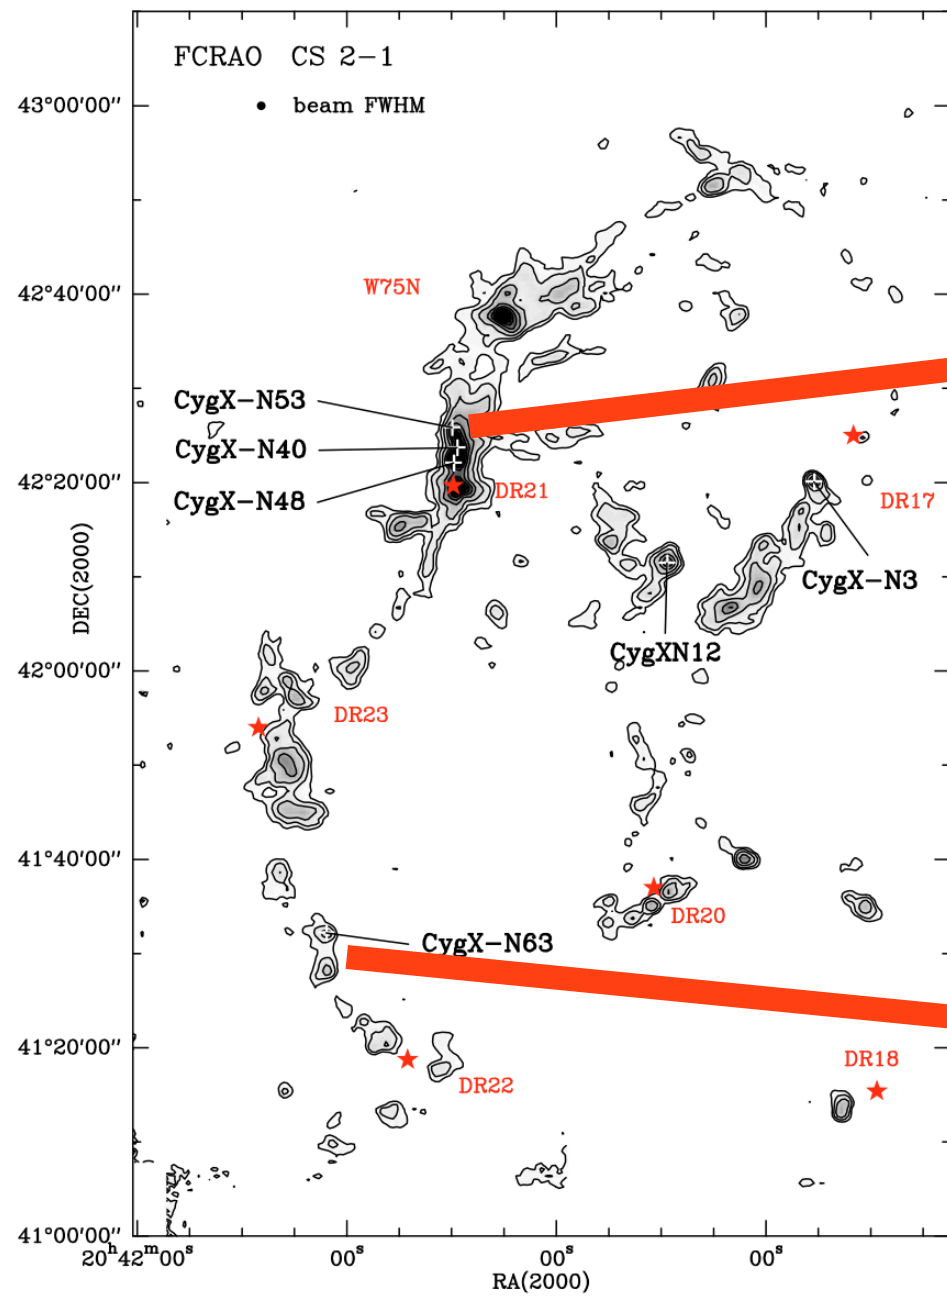 FCRAO CS 2-1
beam FWHM
43°00'00"
42°40'00"
42°20'00"
42°00'00"
41°40'00"
41°20'00"
41°00'00"
DEC(2000)
W75N
CygX-N53
CygX-N40
CygX-N48
DR21
DR17
CygX-N3
CygXN12
DR23
DR20
CygX-N63
DR22
DR18
20ʰ42ᵐ00ˢ
00ˢ
00ˢ
00ˢ
RA(2000)